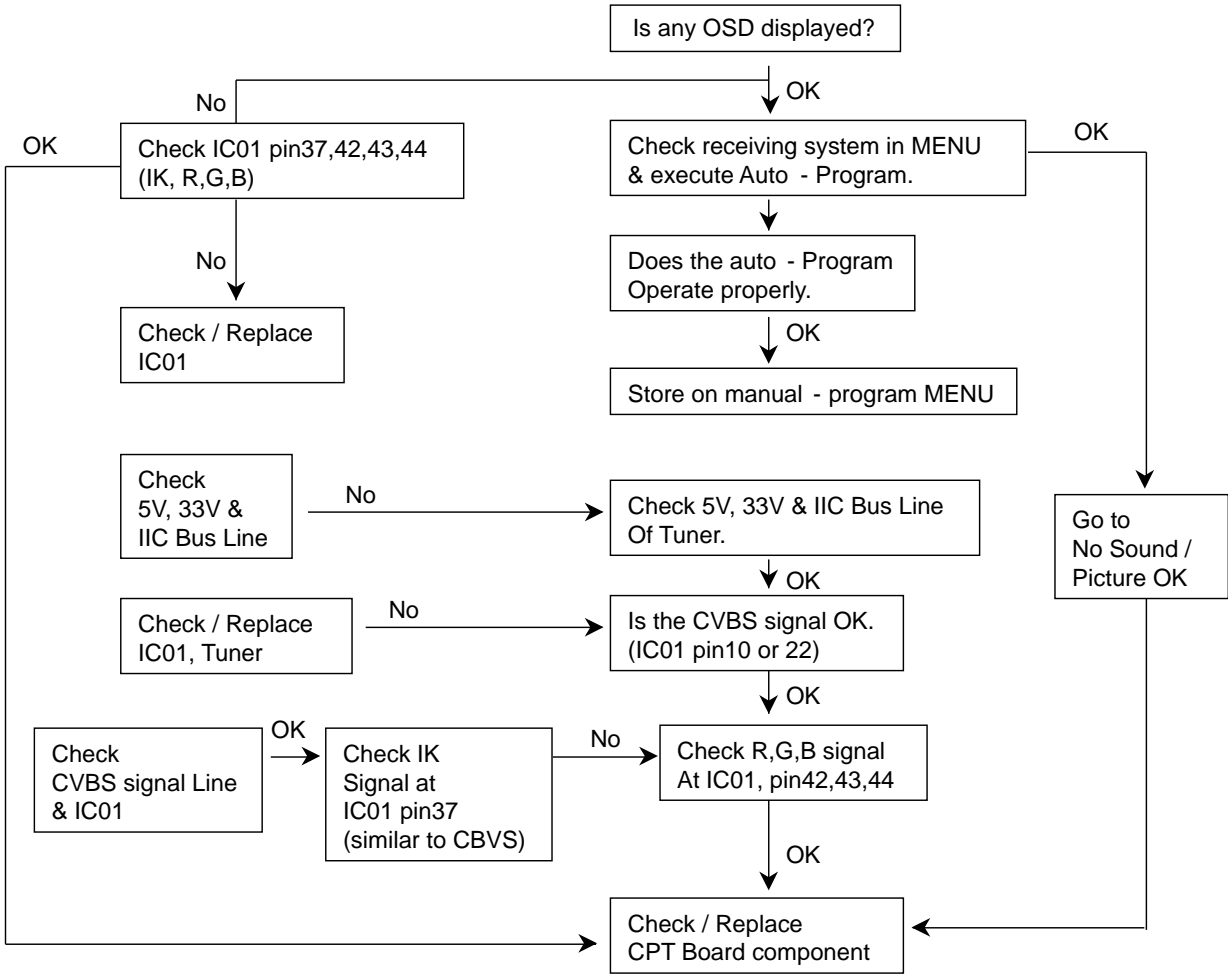 Is any OSD displayed?
No
OK
OK
Check IC01 pin37,42,43,44
(IK, R,G,B)
Check receiving system in MENU
& execute Auto - Program.
OK
No
Does the auto - Program
Operate properly.
Check / Replace
IC01
OK
Store on manual - program MENU
Check
5V, 33V &
IIC Bus Line
No
Check 5V, 33V & IIC Bus Line
Of Tuner.
Go to
No Sound /
Picture OK
OK
Check / Replace
IC01, Tuner
No
Is the CVBS signal OK.
(IC01 pin10 or 22)
OK
Check
CVBS signal Line
& IC01
OK
Check IK
Signal at
IC01 pin37
(similar to CBVS)
No
Check R,G,B signal
At IC01, pin42,43,44
OK
Check / Replace
CPT Board component